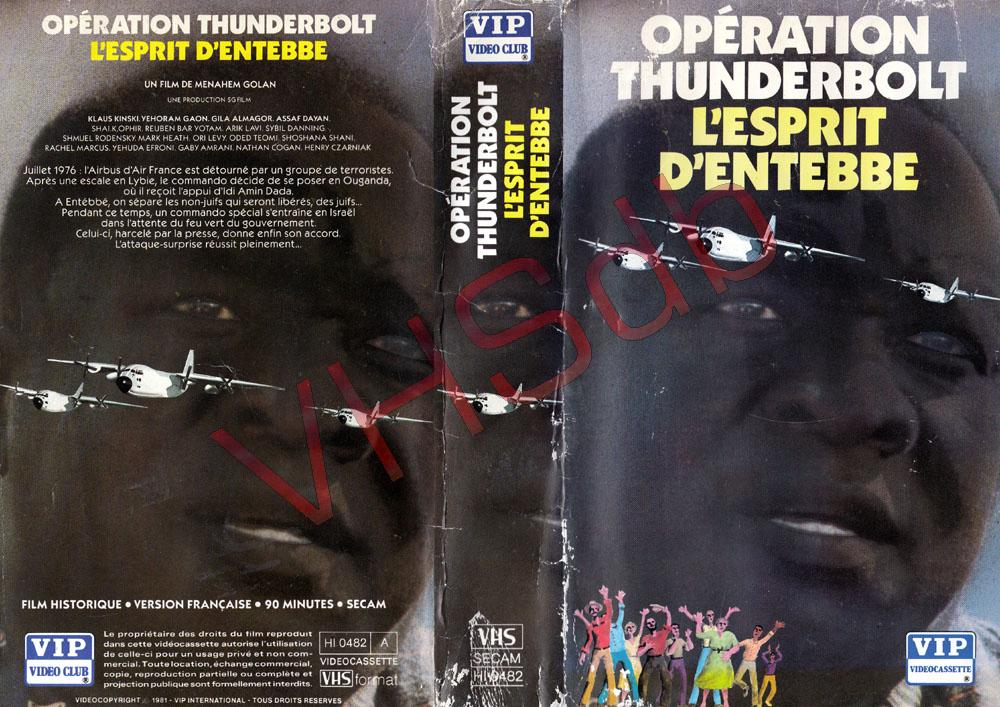 OPÉRATION THUNDERBOLT
L'ESPRIT D'ENTEBBE
UN FILM DE MENAHEM GOLAN
UNE PRODUCTION SG FILM
KLAUS KINSKI. YEHORAM GAON. GILA ALMAGOR. ASSAF DAYAN.
SHAI.K.OPHIR. REUBEN BAR YOTAM. ARIK LAVI. SYBIL DANNING
SHMUEL RODENSKY. MARK HEATH. ORI LEVY. ODED TEOMI. SHOSHANA SHANI.
RACHEL MARCUS. YEHUDA EFRONI. GABY AMRANI. NATHAN COGAN. HENRY CZARNIAK
Juillet 1976 : l'Airbus d'Air France est détourné par un groupe de terroristes.
Après une escale en Lybie, le commando décide de se poser en Ouganda,
où il reçoit l'appui d'Idi Amin Dada.
A Entébbé, on sépare les non-juifs qui seront libérés, des juifs...
Pendant ce temps, un commando spécial s'entraîne en Israël
dans l'attente du feu vert du gouvernement.
Celui-ci, harcelé par la presse, donne enfin son accord.
L'attaque-surprise réussit pleinement...
FILM HISTORIQUE • VERSION FRANÇAISE • 90 MINUTES • SECAM
VIP
VIDEO CLUB ®
Le propriétaire des droits du film reproduit
dans cette vidéocassette autorise l'utilisation
de celle-ci pour un usage privé et non com-
mercial. Toute location, échange commercial,
copie, reproduction partielle ou complète et
projection publique sont formellement interdits.
HI 0482 A
VIDEOCASSETTE
VHS format
VIDEOCOPYRIGHT 1981 - VIP INTERNATIONAL - TOUS DROITS RESERVES
VIP
VIDEO CLUB
®
OPÉRATION
THUNDERBOLT
L'ESPRIT
D'ENTEBBE
VHS
SECAM
HI 0482
OPÉRATION
THUNDERBOLT
L'ESPRIT
D'ENTEBBE
VIP
VIDEOCASSETTE
®
VHSdb